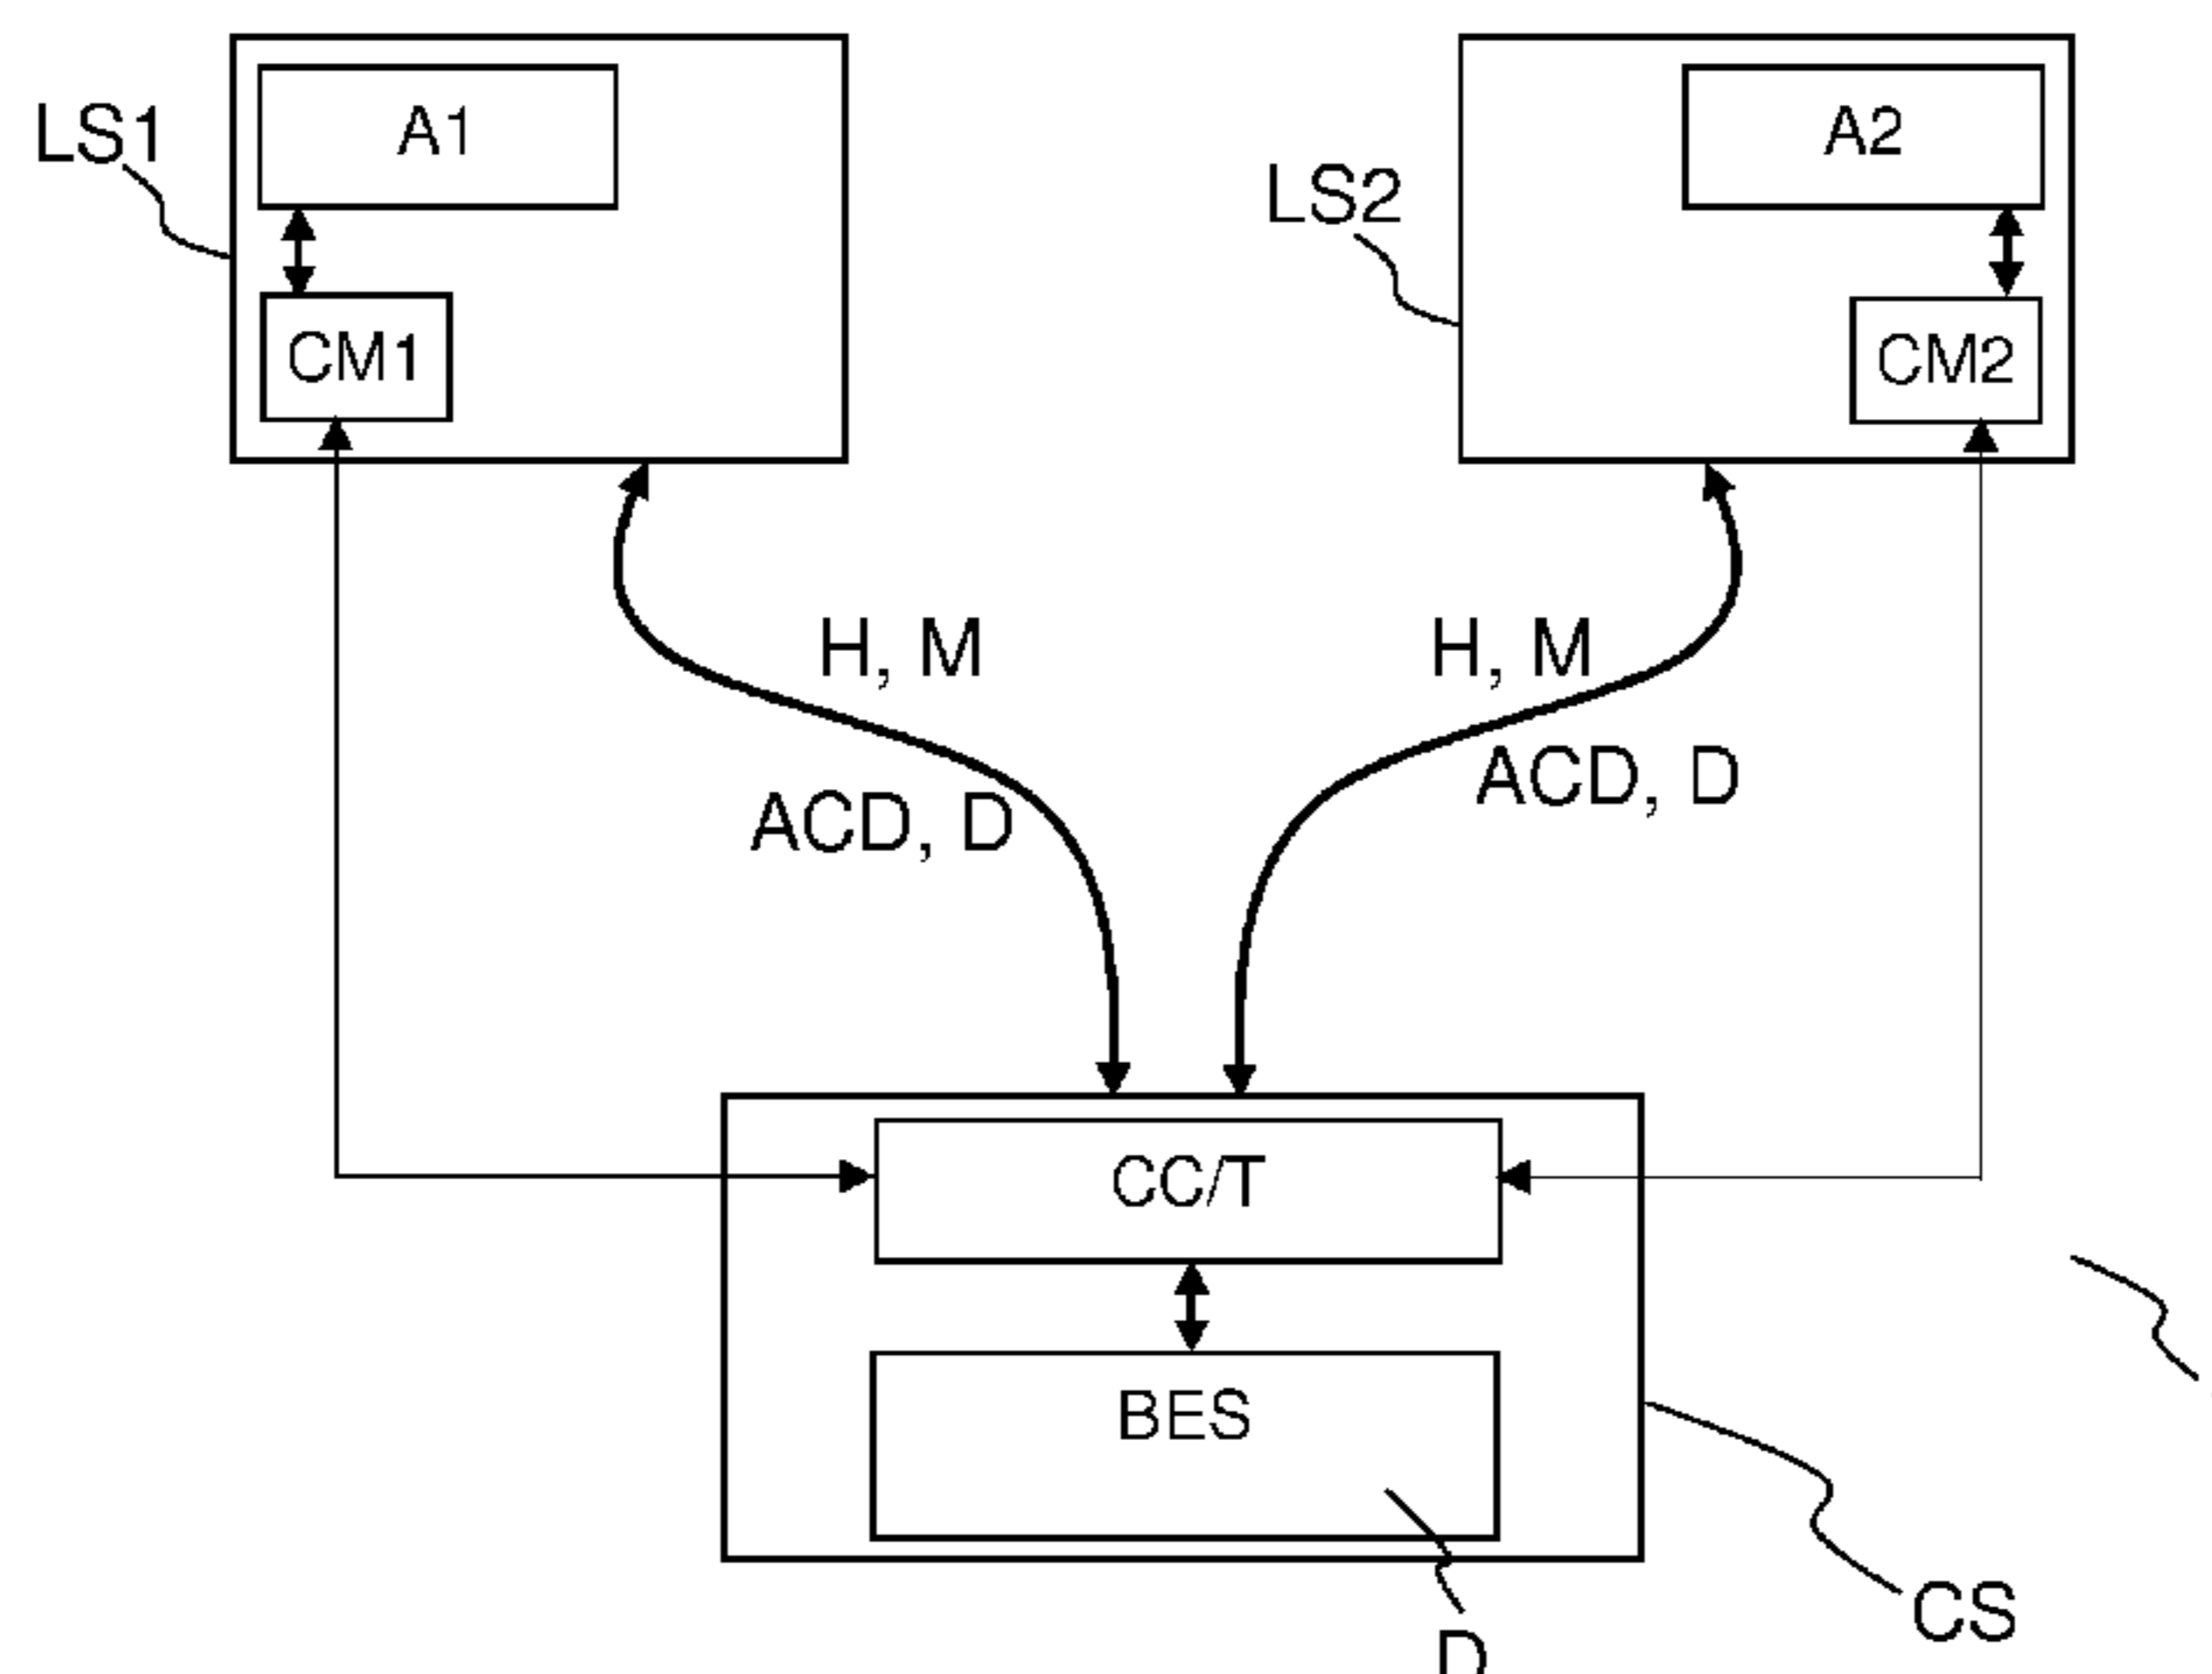 A1
A2
LS1
LS2
CM1
CM2
H, M
H, M
ACD, D
ACD, D
CC/T
BES
CS
D